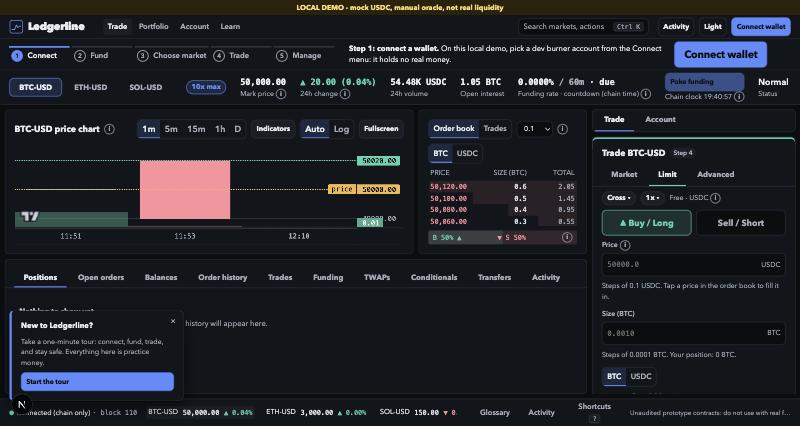 LOCAL DEMO - mock USDC, manual oracle, not real liquidity
Ledgerline Trade Portfolio Account Learn Search markets, actions Ctrl K Activity Light Connect wallet
1 Connect 2 Fund 3 Choose market 4 Trade 5 Manage
Step 1: connect a wallet. On this local demo, pick a dev burner account from the Connect
menu: it holds no real money.
Connect wallet
BTC-USD ETH-USD SOL-USD 10x max
50,000.00 ▲ 20.00 (0.04%) 54.48K USDC 1.05 BTC 0.0000% / 60m · due Poke funding Normal
Mark price 24h change 24h volume Open interest Funding rate · countdown (chain time) Chain clock 19:40:57 Status
BTC-USD price chart 1m 5m 15m 1h D Indicators Auto Log Fullscreen
50020.00
price 50000.00
0.01
11:51 11:53 12:10
Order book Trades 0.1
BTC USDC
PRICE SIZE (BTC) TOTAL
50,120.00 0.6 2.05
50,100.00 0.5 1.45
50,080.00 0.4 0.95
50,060.00 0.3 0.55
B 50% ▲ ▼ S 50%
Trade Account
Trade BTC-USD Step 4
Market Limit Advanced
Cross 1x Free - USDC
▲ Buy / Long Sell / Short
Price
50000.0 USDC
Steps of 0.1 USDC. Tap a price in the order book to fill it
in.
Size (BTC)
0.0010 BTC
Steps of 0.0001 BTC. Your position: 0 BTC.
BTC USDC
Positions Open orders Balances Order history Trades Funding TWAPs Conditionals Transfers Activity
history will appear here.
New to Ledgerline? ×
Take a one-minute tour: connect, fund, trade,
and stay safe. Everything here is practice
money.
Start the tour
N
(chain only) · block 110 BTC-USD 50,000.00 ▲ 0.04% ETH-USD 3,000.00 ▲ 0.00% SOL-USD 150.00 ▼ 0. Glossary Activity Shortcuts ? Unaudited prototype contracts: do not use with real f...